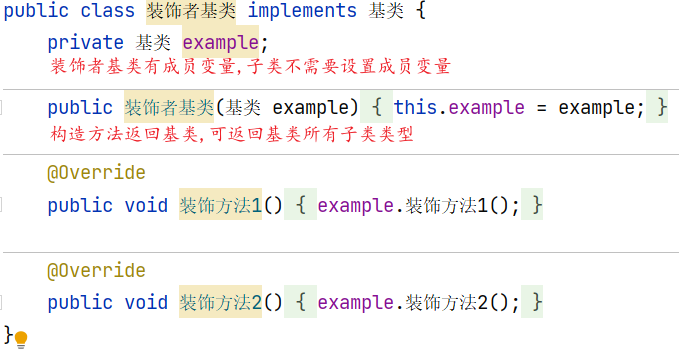 public class 装饰者基类 implements 基类 {
private 基类 example;
装饰者基类有成员变量,子类不需要设置成员变量
public 装饰者基类(基类 example) { this.example = example; }
构造方法返回基类,可返回基类所有子类类型
@Override
public void 装饰方法1() { example.装饰方法1(); }
@Override
public void 装饰方法2() { example.装饰方法2(); }
}